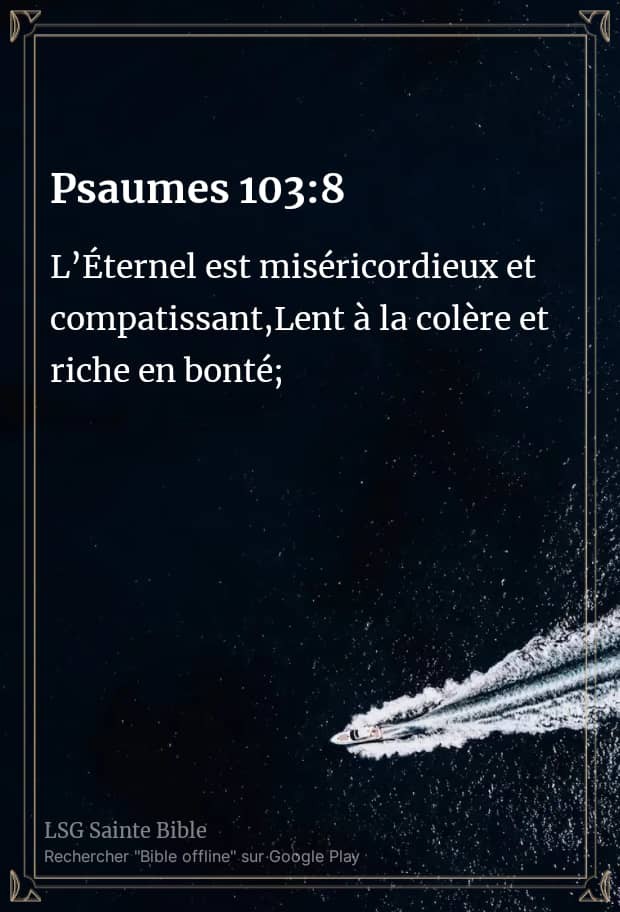 Psaumes 103:8
L’Éternel est miséricordieux et
compatissant,Lent à la colère et
riche en bonté;
LSG Sainte Bible
Rechercher "Bible offline" sur Google Play